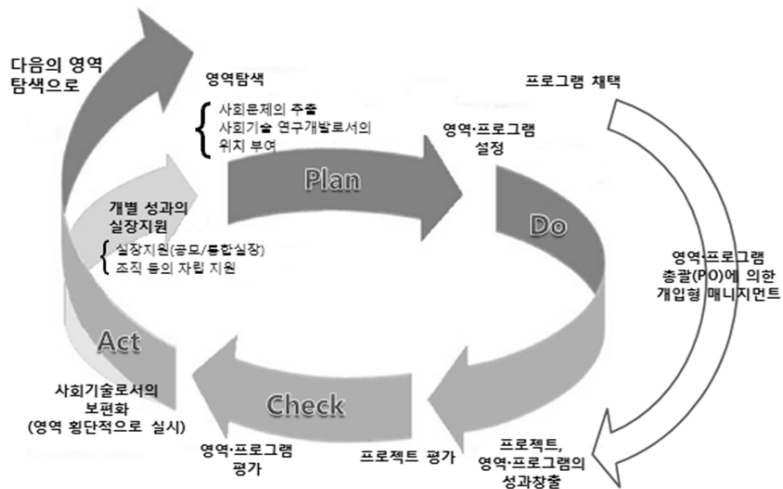 다음의 영역
탐색으로
영역탐색
사회문제의 추출
사회기술 연구개발로서의
위치 부여
프로그램 채택
영역·프로그램
설정
Plan
Do
개별 성과의
실장지원
실장지원(공모/통합실장)
조직 등의 자립 지원
영역·프로그램
총괄(PO)에 의한
개입형 매니지먼트
Act
Check
사회기술로서의
보편화
(영역 횡단적으로 실시)
영역·프로그램
평가
프로젝트 평가
프로젝트,
영역·프로그램의
성과창출